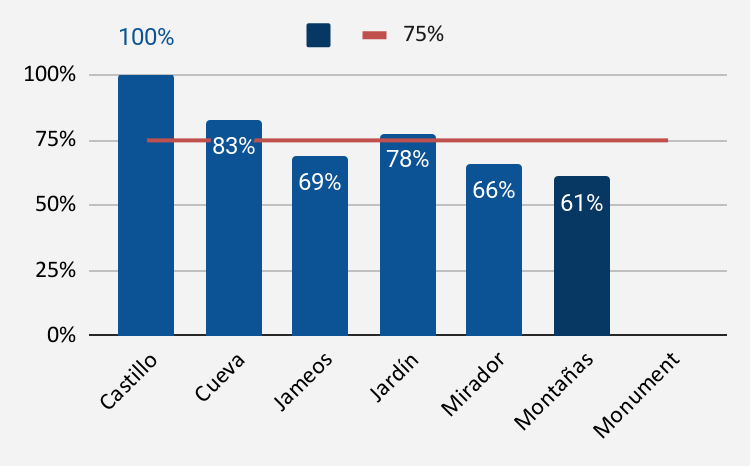 100%
75%
100%
75%
50%
25%
0%
83%
69%
78%
66%
61%
Castillo
Cueva
Jameos
Jardín
Mirador
Montañas
Monument